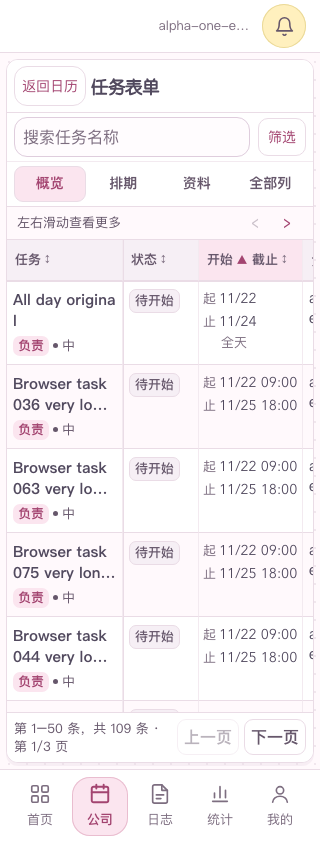 alpha-one-e...
返回日历 任务表单
搜索任务名称 筛选
概览 排期 资料 全部列
左右滑动查看更多 < >
任务 ↕ 状态 ↕ 开始 ▲ 截止 ↕
All day origina
l
负责 • 中
待开始
起 11/22
止 11/24
全天
Browser task
036 very lo...
负责 • 中
待开始
起 11/22 09:00
止 11/25 18:00
Browser task
063 very lo...
负责 • 中
待开始
起 11/22 09:00
止 11/25 18:00
Browser task
075 very lon...
负责 • 中
待开始
起 11/22 09:00
止 11/25 18:00
Browser task
044 very lo...
负责 • 中
待开始
起 11/22 09:00
止 11/25 18:00
第 1–50 条，共 109 条 ·
第 1/3 页
上一页 下一页
首页 公司 日志 统计 我的